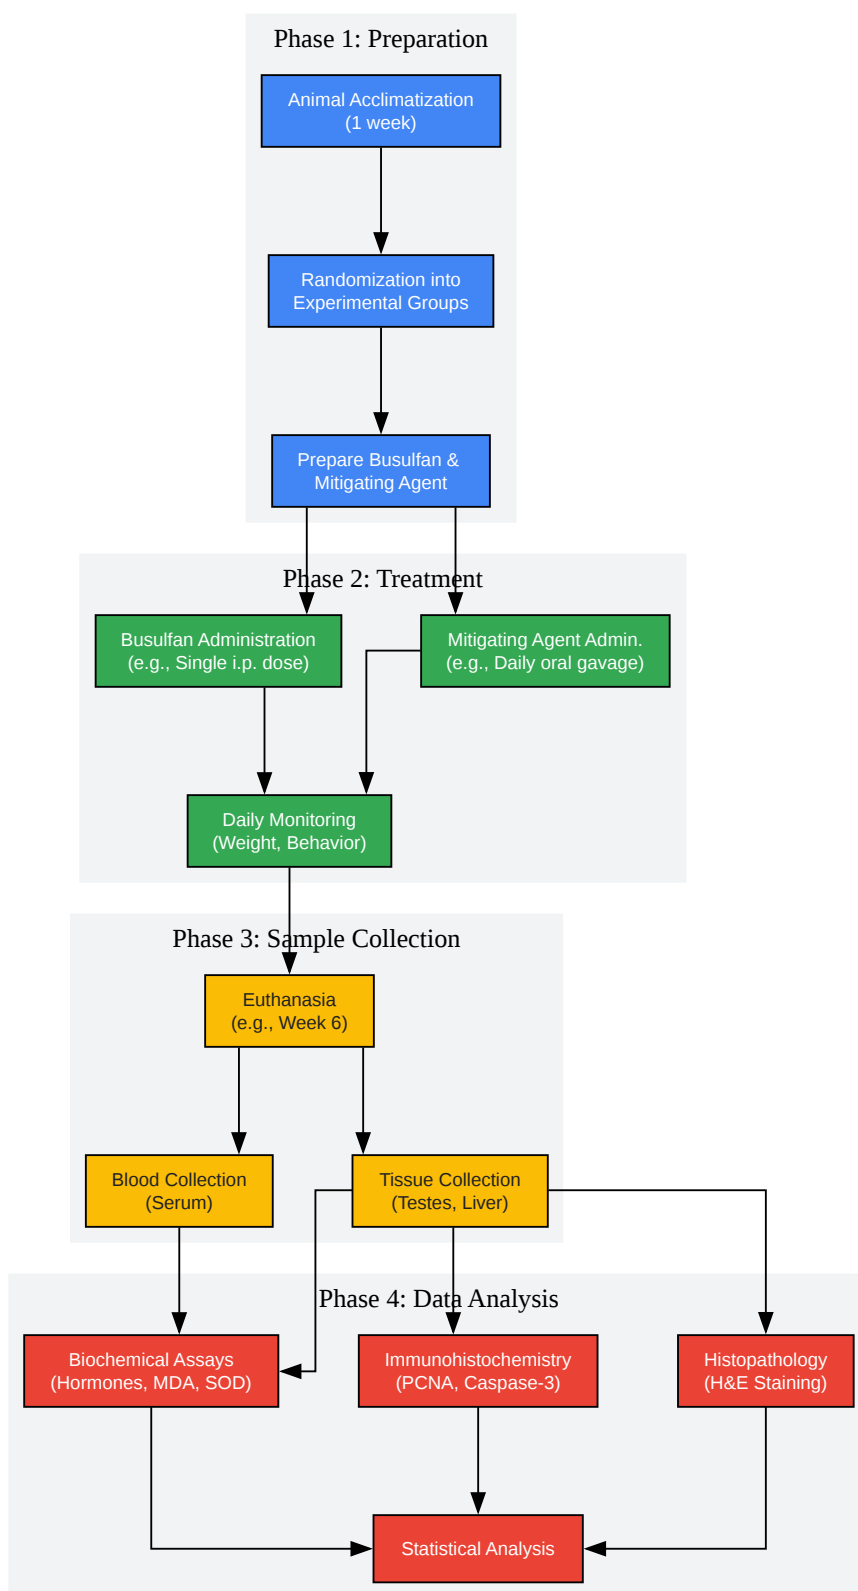 Phase 1: Preparation
Animal Acclimatization
(1 week)
Randomization into
Experimental Groups
Prepare Busulfan &
Mitigating Agent
Phase 2: Treatment
Busulfan Administration
(e.g., Single i.p. dose)
Mitigating Agent Admin.
(e.g., Daily oral gavage)
Daily Monitoring
(Weight, Behavior)
Phase 3: Sample Collection
Euthanasia
(e.g., Week 6)
Blood Collection
(Serum)
Tissue Collection
(Testes, Liver)
Phase 4: Data Analysis
Biochemical Assays
(Hormones, MDA, SOD)
Immunohistochemistry
(PCNA, Caspase-3)
Histopathology
(H&E Staining)
Statistical Analysis